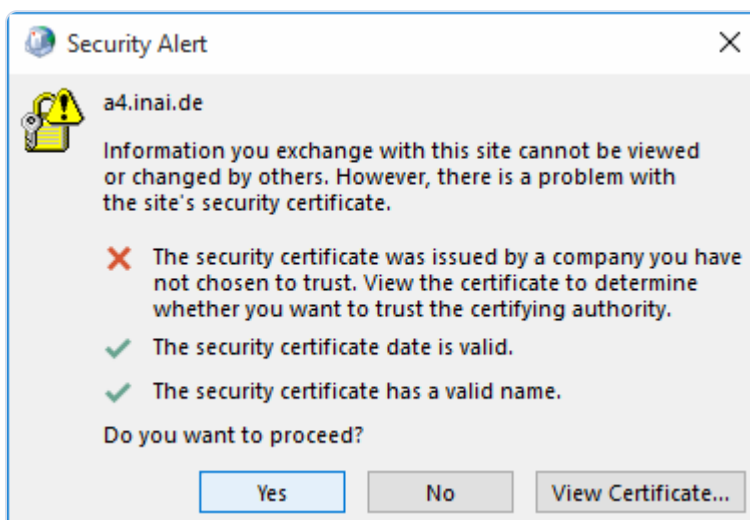 Security Alert
a4.inai.de
Information you exchange with this site cannot be viewed
or changed by others. However, there is a problem with
the site's security certificate.
The security certificate was issued by a company you have
not chosen to trust. View the certificate to determine
whether you want to trust the certifying authority.
The security certificate date is valid.
The security certificate has a valid name.
Do you want to proceed?
Yes No View Certificate...